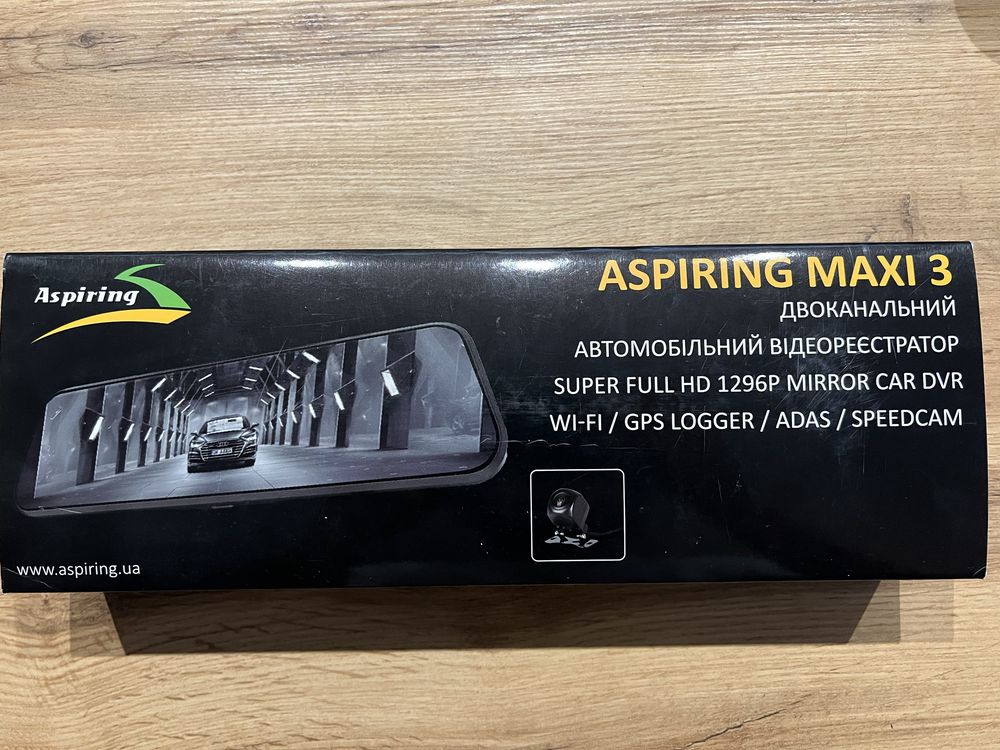 Aspiring
ASPIRING MAXI 3
ДВОКАНАЛЬНИЙ
АВТОМОБІЛЬНИЙ ВІДЕОРЕЄСТРАТОР
SUPER FULL HD 1296P MIRROR CAR DVR
WI-FI / GPS LOGGER / ADAS / SPEEDCAM
www.aspiring.ua